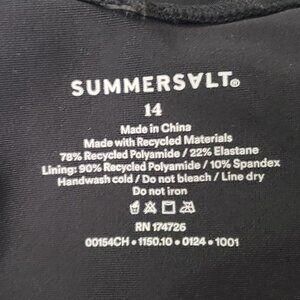 SUMMERSALT®
14
Made in China
Made with Recycled Materials
78% Recycled Polyamide / 22% Elastane
Lining: 90% Recycled Polyamide / 10% Spandex
Handwash cold / Do not bleach / Line dry
Do not iron
RN 174726
00154CH • 1150.10 • 0124 • 1001